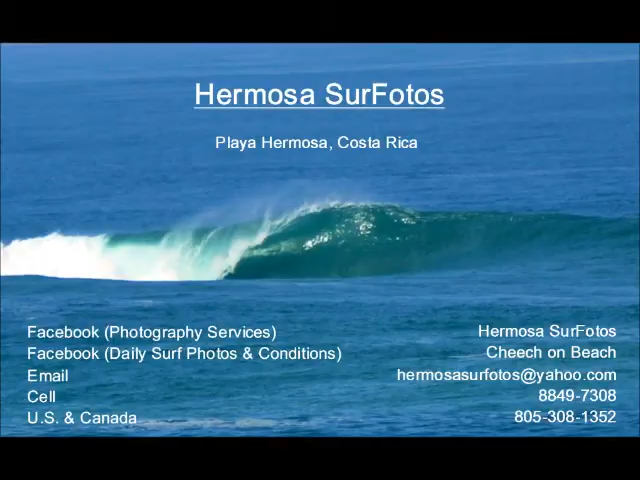 Hermosa SurFotos
Playa Hermosa, Costa Rica
Facebook (Photography Services) Hermosa SurFotos
Facebook (Daily Surf Photos & Conditions) Cheech on Beach
Email hermosasurfotos@yahoo.com
Cell 8849-7308
U.S. & Canada 805-308-1352